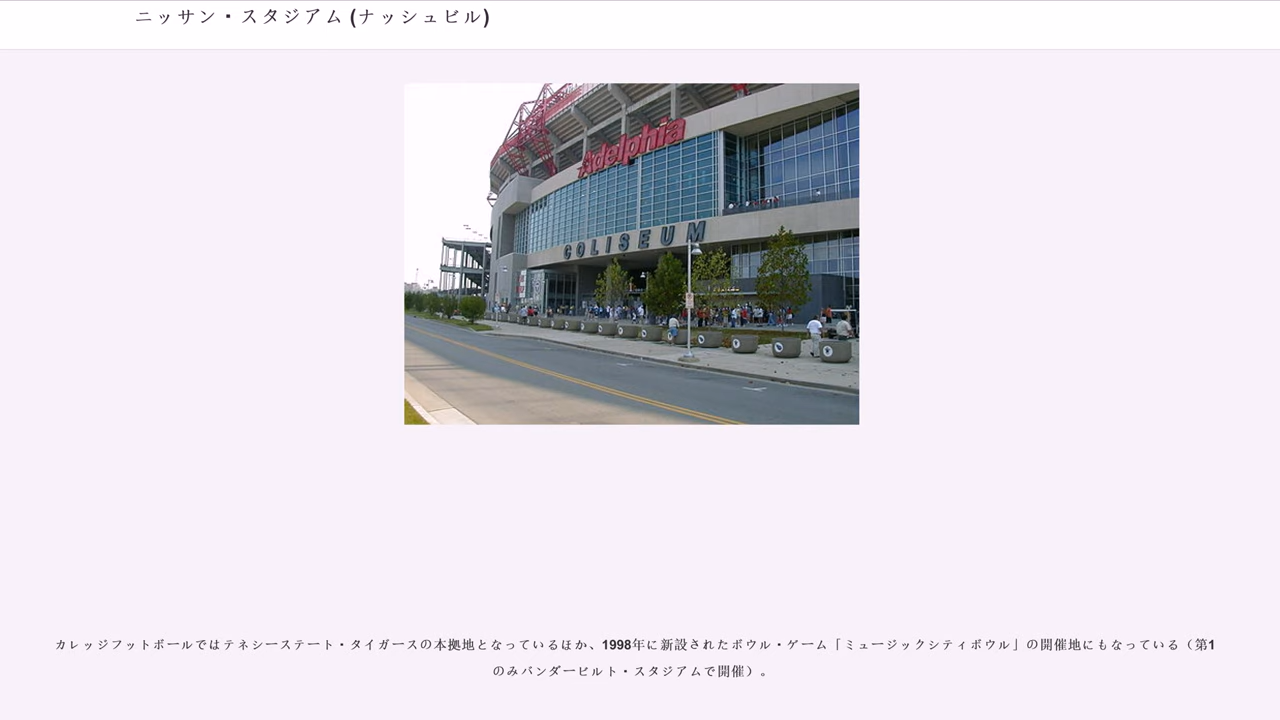 ニッサン・スタジアム (ナッシュビル)
Adelphia
COLISEUM
カレッジフットボールではテネシーステート・タイガースの本拠地となっているほか、1998年に新設されたボウル・ゲーム「ミュージックシティボウル」の開催地にもなっている（第1
のみバンダービルト・スタジアムで開催）。